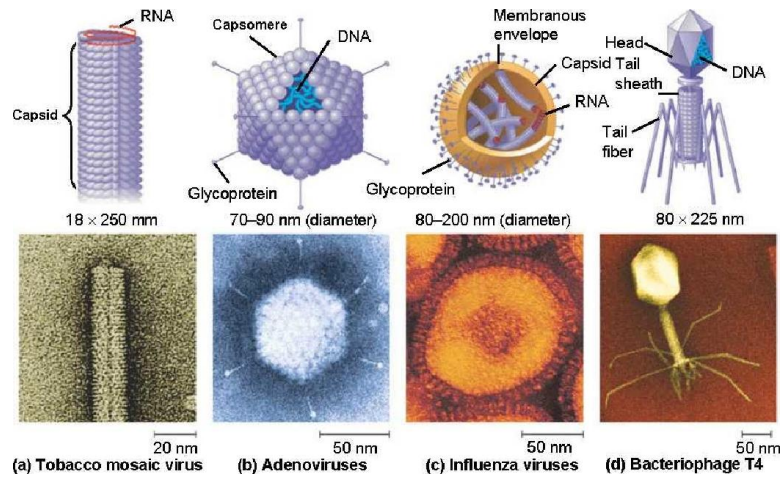 RNA
Capsid
18 × 250 mm
20 nm
(a) Tobacco mosaic virus
Capsomere
DNA
Glycoprotein
70–90 nm (diameter)
50 nm
(b) Adenoviruses
Membranous
envelope
Capsid
RNA
Glycoprotein
80–200 nm (diameter)
50 nm
(c) Influenza viruses
Head
DNA
Tail
sheath
Tail
fiber
80 × 225 nm
50 nm
(d) Bacteriophage T4